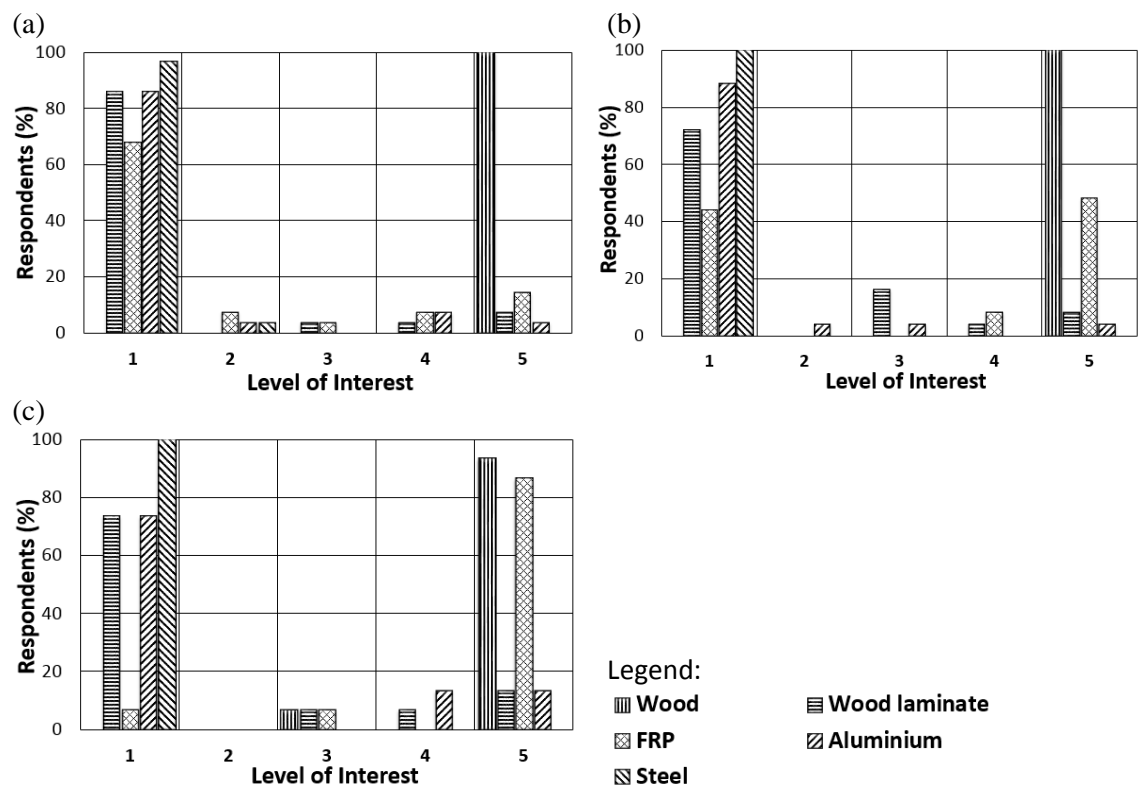 (a)
100
80
60
40
20
0
Respondents (%)
1 2 3 4 5
Level of Interest
(b)
100
80
60
40
20
0
Respondents (%)
1 2 3 4 5
Level of Interest
(c)
100
80
60
40
20
0
Respondents (%)
1 2 3 4 5
Level of Interest
Legend:
Wood Wood laminate
FRP Aluminium
Steel